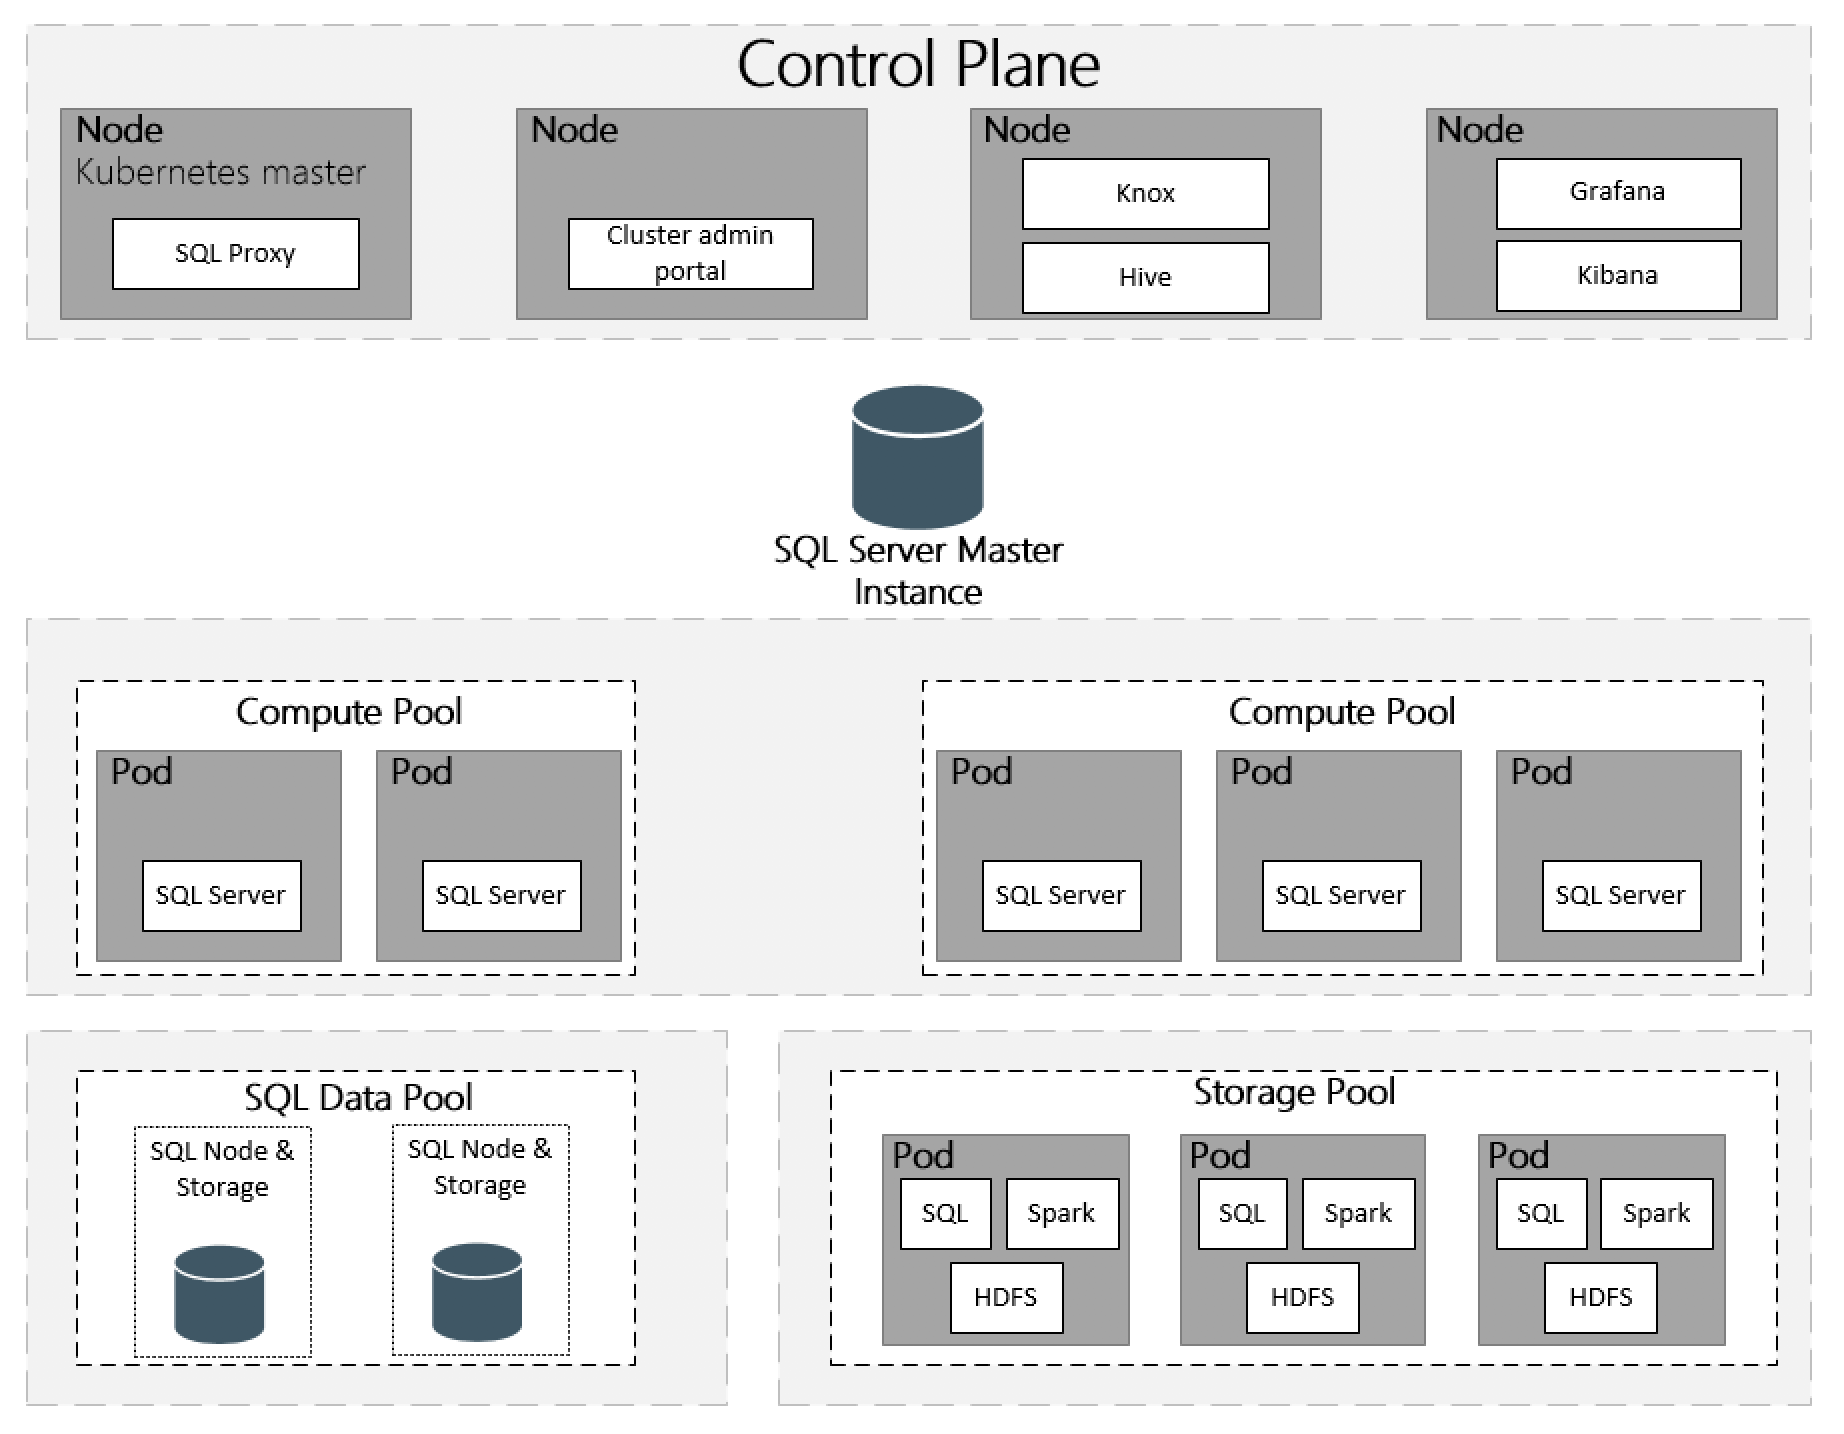 Control Plane
Node
Kubernetes master
SQL Proxy
Node
Cluster admin
portal
Node
Knox
Hive
Node
Grafana
Kibana
SQL Server Master
Instance
Compute Pool
Pod
SQL Server
Pod
SQL Server
Compute Pool
Pod
SQL Server
Pod
SQL Server
Pod
SQL Server
SQL Data Pool
SQL Node &
Storage
SQL Node &
Storage
Storage Pool
Pod
SQL
Spark
HDFS
Pod
SQL
Spark
HDFS
Pod
SQL
Spark
HDFS